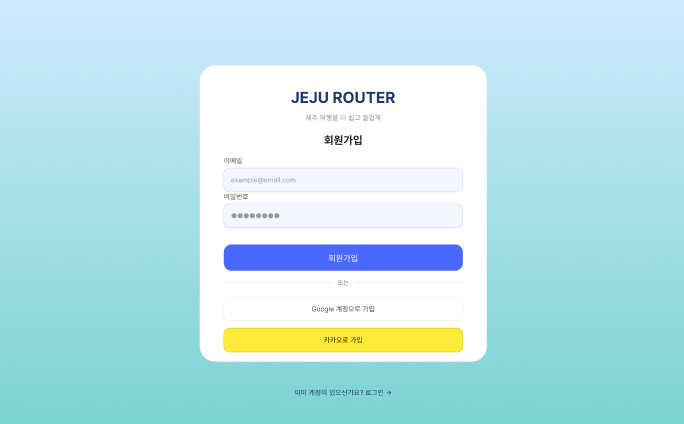 JEJU ROUTER
제주 여행을 더 쉽고 즐겁게
회원가입
이메일
example@email.com
비밀번호
●●●●●●●●
회원가입
또는
Google 계정으로 가입
카카오로 가입
이미 계정이 있으신가요? 로그인 →